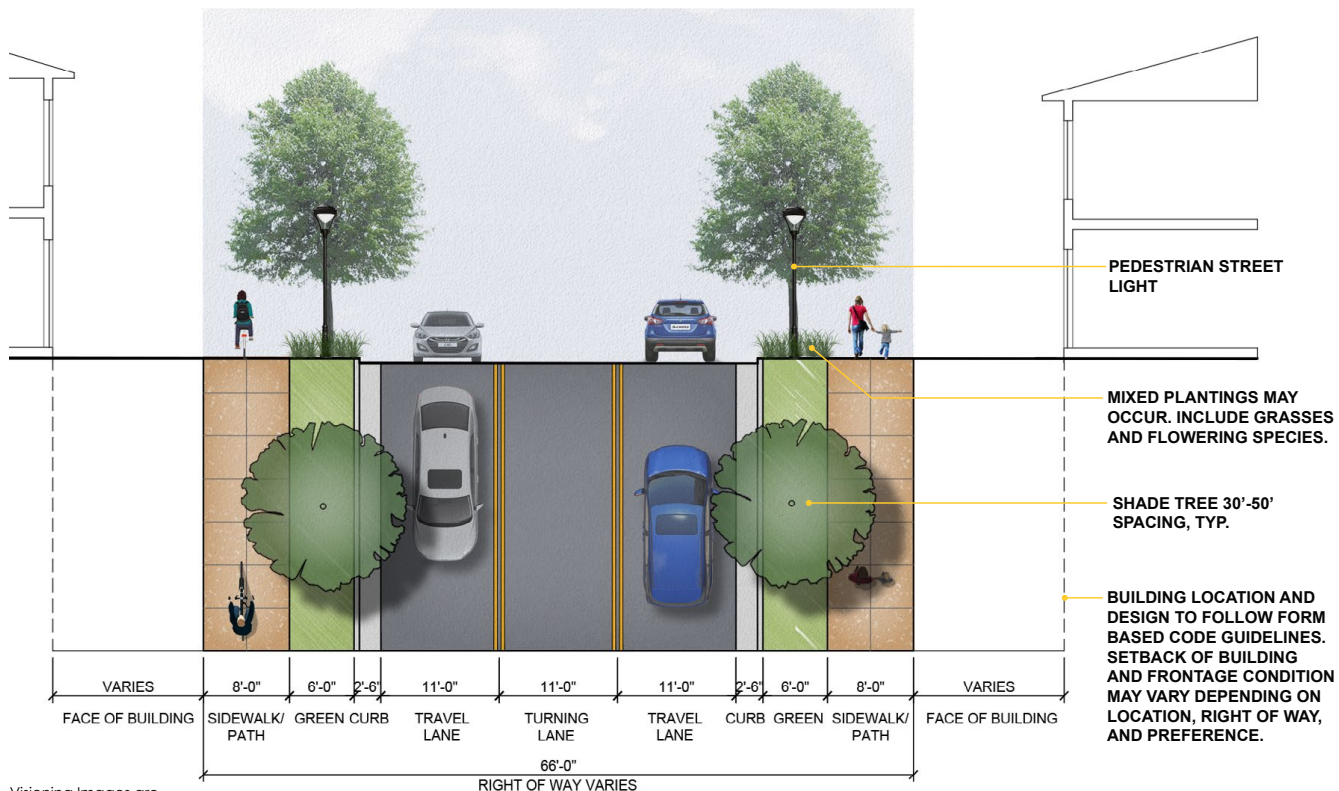 PEDESTRIAN STREET
LIGHT
MIXED PLANTINGS MAY
OCCUR. INCLUDE GRASSES
AND FLOWERING SPECIES.
SHADE TREE 30'-50'
SPACING, TYP.
BUILDING LOCATION AND
DESIGN TO FOLLOW FORM
BASED CODE GUIDELINES.
SETBACK OF BUILDING
AND FRONTAGE CONDITION
MAY VARY DEPENDING ON
LOCATION, RIGHT OF WAY,
AND PREFERENCE.
VARIES 8'-0" 6'-0" 2'-6" 11'-0" 11'-0" 11'-0" 2'-6" 6'-0" 8'-0" VARIES
FACE OF BUILDING SIDEWALK/ GREEN CURB TRAVEL TURNING TRAVEL CURB GREEN SIDEWALK/ FACE OF BUILDING
PATH LANE LANE LANE PATH
66'-0"
RIGHT OF WAY VARIES
Visioning Images are